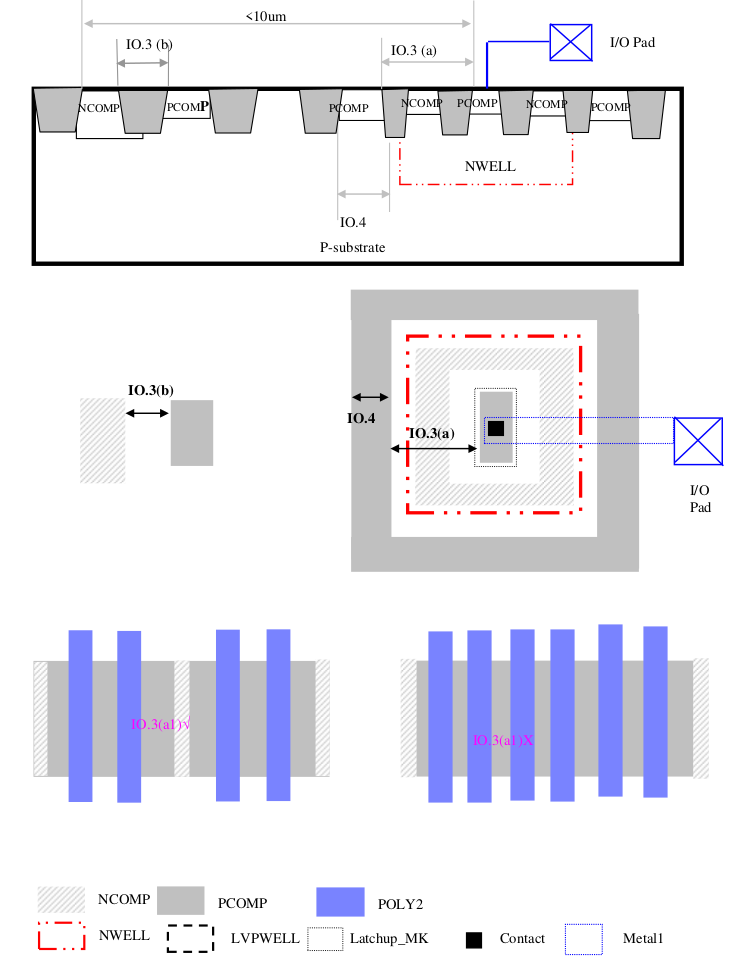 <10um
IO.3 (b)
IO.3 (a)
I/O Pad
NCOMP
PCOMP
P
PCOMP
NCOMP
PCOMP
NCOMP
PCOMP
NWELL
IO.4
P-substrate
IO.3(b)
IO.4
IO.3(a)
I/O
Pad
IO.3(a1)√
IO.3(a1)X
NCOMP
PCOMP
POLY2
NWELL
LVPWELL
Latchup_MK
Contact
Metal1